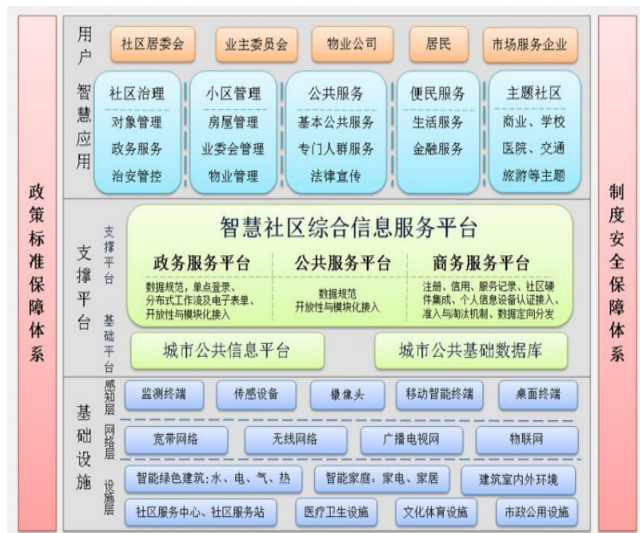 政策标准保障体系
用户
社区居委会
业主委员会
物业公司
居民
市场服务企业
智慧应用
社区治理
对象管理
政务服务
治安管控
小区管理
房屋管理
业委会管理
物业管理
公共服务
基本公共服务
专门人群服务
法律宣传
便民服务
生活服务
金融服务
主题社区
商业、学校
医院、交通
旅游等主题
支撑平台
支撑平台
智慧社区综合信息服务平台
政务服务平台
数据规范,单点登录、
分布式工作流及电子表单、
开放性与模块化接入
公共服务平台
数据规范
开放性与模块化接入
商务服务平台
注册、信用、服务记录、社区硬
件集成、个人信息设备认证接入、
准入与淘汰机制、数据定向分发
基础平台
城市公共信息平台
城市公共基础数据库
基础设施
感知层
监测终端
传感设备
摄像头
移动智能终端
桌面终端
网络层
宽带网络
无线网络
广播电视网
物联网
设施层
智能绿色建筑:水、电、气、热
智能家庭:家电、家居
建筑室内外环境
社区服务中心、社区服务站
医疗卫生设施
文化体育设施
市政公用设施
制度安全保障体系